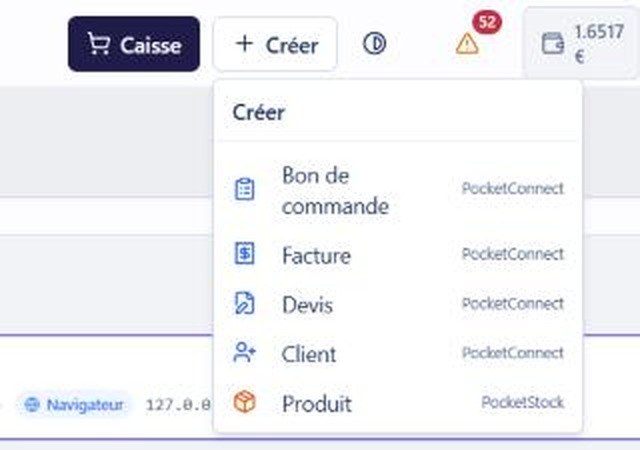 Caisse
Créer
52
1.6517
€
Créer
Bon de
commande
PocketConnect
Facture
PocketConnect
Devis
PocketConnect
Client
PocketConnect
Produit
PocketStock
Navigateur
127.0.0